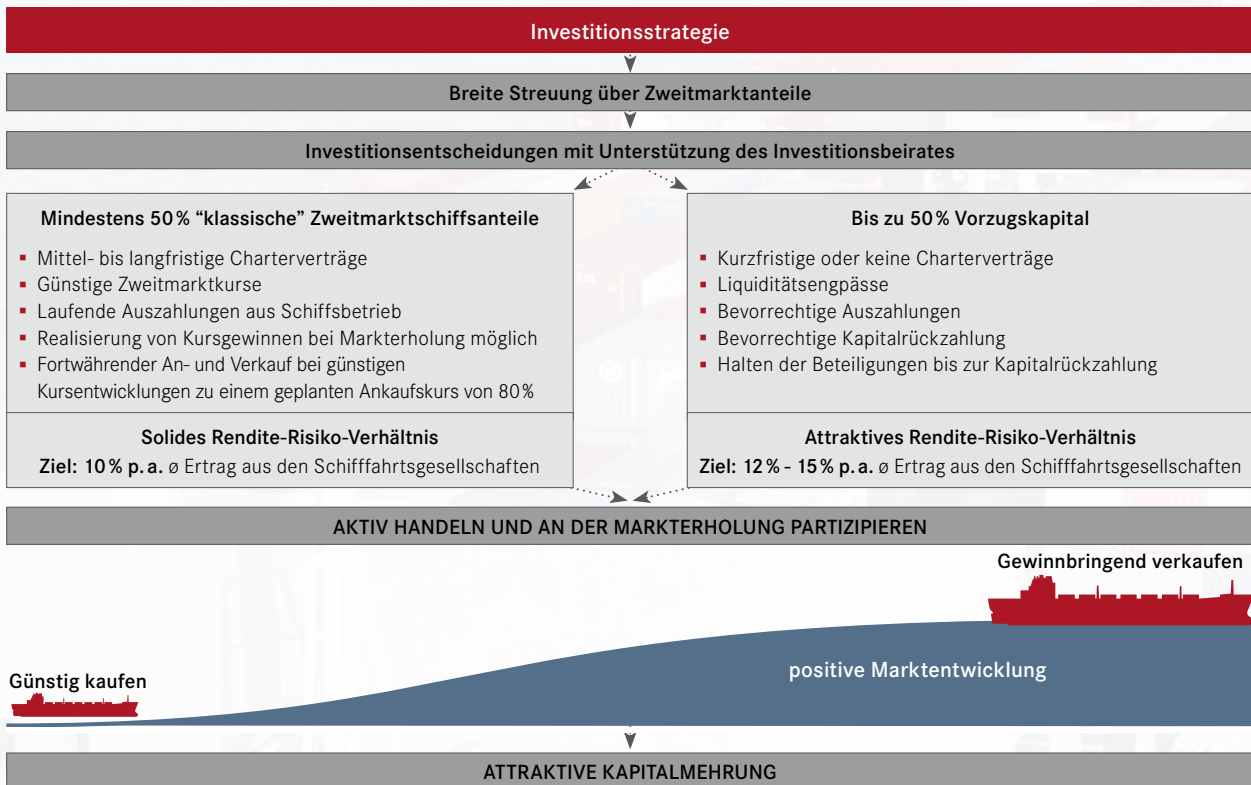 Investitionsstrategie
Breite Streuung über Zweitmarktanteile
Investitionsentscheidungen mit Unterstützung des Investitionsbeirates
Mindestens 50% “klassische” Zweitmarktschiffsanteile
▪ Mittel- bis langfristige Charterverträge
▪ Günstige Zweitmarktkurse
▪ Laufende Auszahlungen aus Schiffsbetrieb
▪ Realisierung von Kursgewinnen bei Markterholung möglich
▪ Fortwährender An- und Verkauf bei günstigen
Kursentwicklungen zu einem geplanten Ankaufskurs von 80%
Solides Rendite-Risiko-Verhältnis
Ziel: 10% p.a. ø Ertrag aus den Schifffahrtsgesellschaften
Bis zu 50% Vorzugskapital
▪ Kurzfristige oder keine Charterverträge
▪ Liquiditätsengpässe
▪ Bevorrechtige Auszahlungen
▪ Bevorrechtige Kapitalrückzahlung
▪ Halten der Beteiligungen bis zur Kapitalrückzahlung
Attraktives Rendite-Risiko-Verhältnis
Ziel: 12% - 15% p.a. ø Ertrag aus den Schifffahrtsgesellschaften
AKTIV HANDELN UND AN DER MARKTERHOLUNG PARTIZIPIEREN
Gewinnbringend verkaufen
positive Marktentwicklung
Günstig kaufen
ATTRAKTIVE KAPITALMEHRUNG